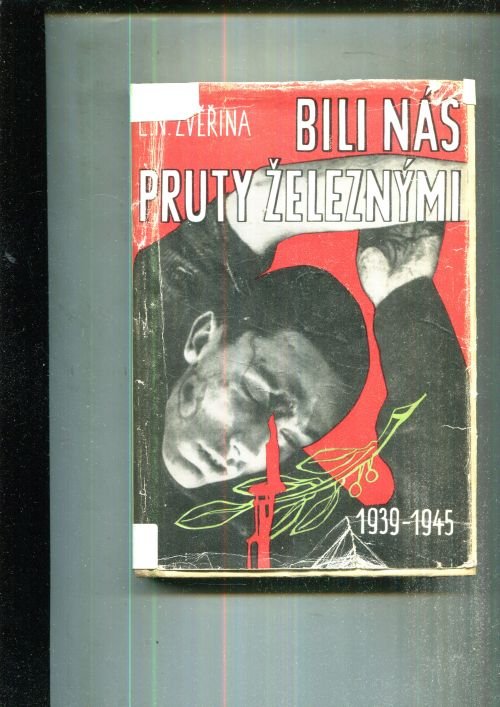 L. N. ZVĚŘINA
BILI NÁS
PRUTY ŽELEZNÝMI
1939-1945